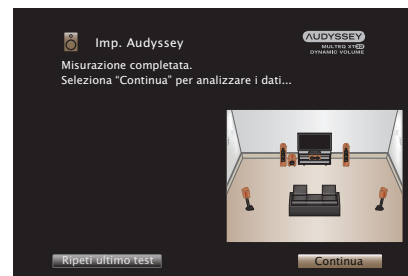 Imp. Audyssey
AUDYSSEY
MULTEQ XT32
DYNAMIC VOLUME
Misurazione completata.
Seleziona “Continua” per analizzare i dati...
Ripeti ultimo test
Continua